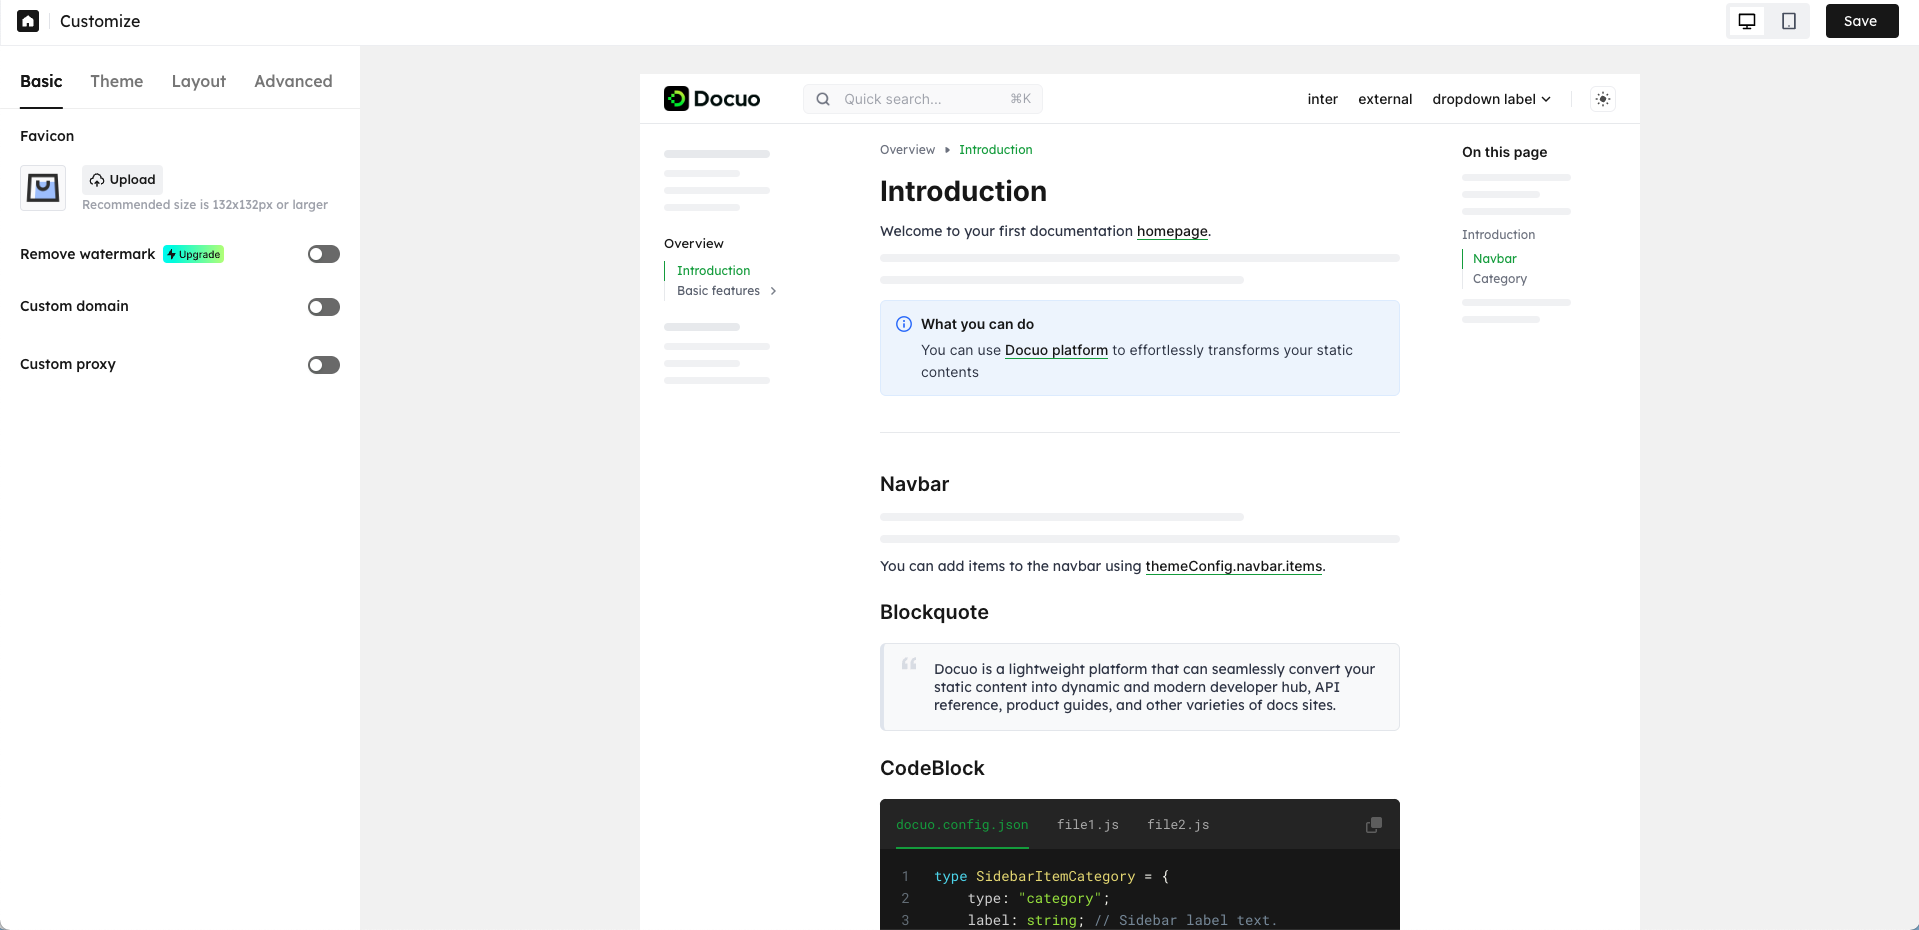 Customize
Save
Basic
Theme
Layout
Advanced
Favicon
Upload
Recommended size is 132x132px or larger
Remove watermark
Upgrade
Custom domain
Custom proxy
Docuo
Quick search...
⌘K
inter
external
dropdown label
Overview
Introduction
Basic features
Overview
Introduction
Introduction
Welcome to your first documentation homepage.
What you can do
You can use Docuo platform to effortlessly transforms your static
contents
Navbar
You can add items to the navbar using themeConfig.navbar.items.
Blockquote
“
Docuo is a lightweight platform that can seamlessly convert your
static content into dynamic and modern developer hub, API
reference, product guides, and other varieties of docs sites.
CodeBlock
docuo.config.json
file1.js
file2.js
1 type SidebarItemCategory = {
2 type: "category";
3 label: string; // Sidebar label text.
On this page
Introduction
Navbar
Category